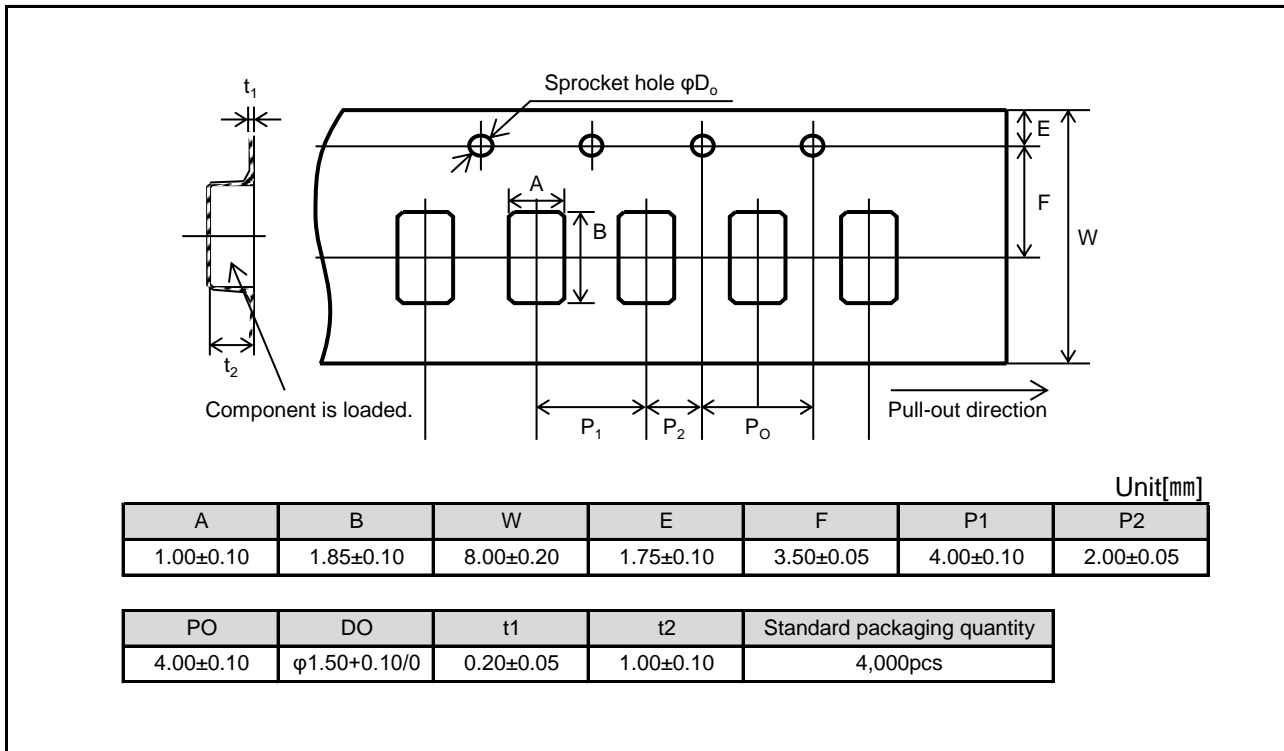 t1
Sprocket hole φDo
E
A
F
B
W
t2
Component is loaded.
Pull-out direction
P1 P2 PO
Unit[㎜]
A B W E F P1 P2
1.00±0.10 1.85±0.10 8.00±0.20 1.75±0.10 3.50±0.05 4.00±0.10 2.00±0.05
PO DO t1 t2 Standard packaging quantity
4.00±0.10 φ1.50+0.10/0 0.20±0.05 1.00±0.10 4,000pcs